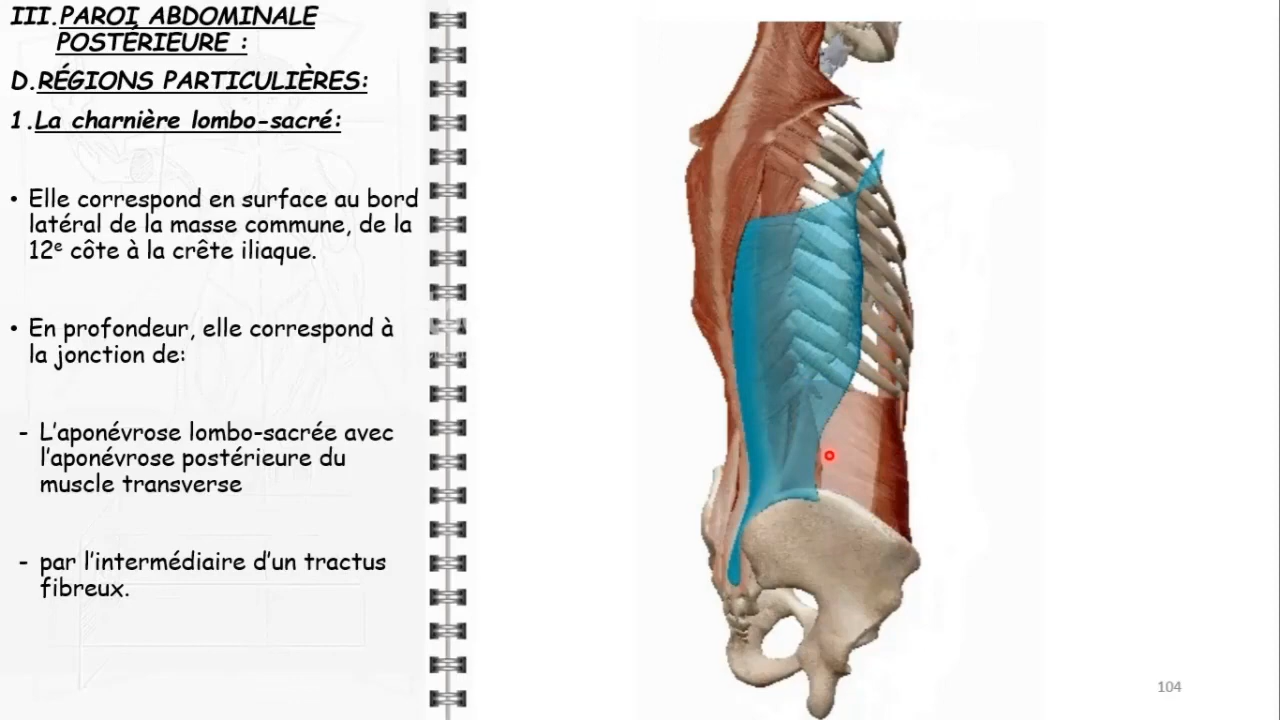 III.PAROI ABDOMINALE
POSTÉRIEURE :
D.RÉGIONS PARTICULIÈRES:
1.La charnière lombo-sacré:
• Elle correspond en surface au bord
latéral de la masse commune, de la
12e côte à la crête iliaque.
• En profondeur, elle correspond à
la jonction de:
- L'aponévrose lombo-sacrée avec
l'aponévrose postérieure du
muscle transverse
- par l'intermédiaire d'un tractus
fibreux.
104